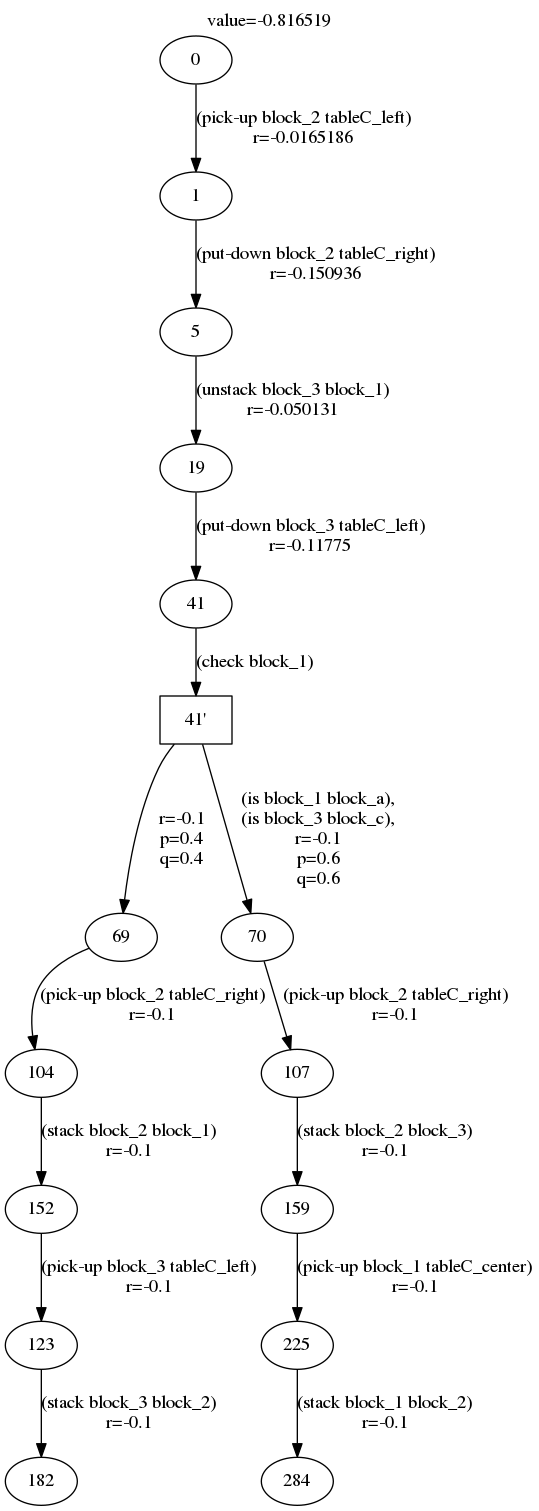 value=-0.816519
0
(pick-up block_2 tableC_left)
r=-0.0165186
1
(put-down block_2 tableC_right)
r=-0.150936
5
(unstack block_3 block_1)
r=-0.050131
19
(put-down block_3 tableC_left)
r=-0.11775
41
(check block_1)
41'
r=-0.1
p=0.4
q=0.4
(is block_1 block_a),
(is block_3 block_c),
r=-0.1
p=0.6
q=0.6
69
70
(pick-up block_2 tableC_right)
r=-0.1
(pick-up block_2 tableC_right)
r=-0.1
104
107
(stack block_2 block_1)
r=-0.1
(stack block_2 block_3)
r=-0.1
152
159
(pick-up block_3 tableC_left)
r=-0.1
(pick-up block_1 tableC_center)
r=-0.1
123
225
(stack block_3 block_2)
r=-0.1
(stack block_1 block_2)
r=-0.1
182
284